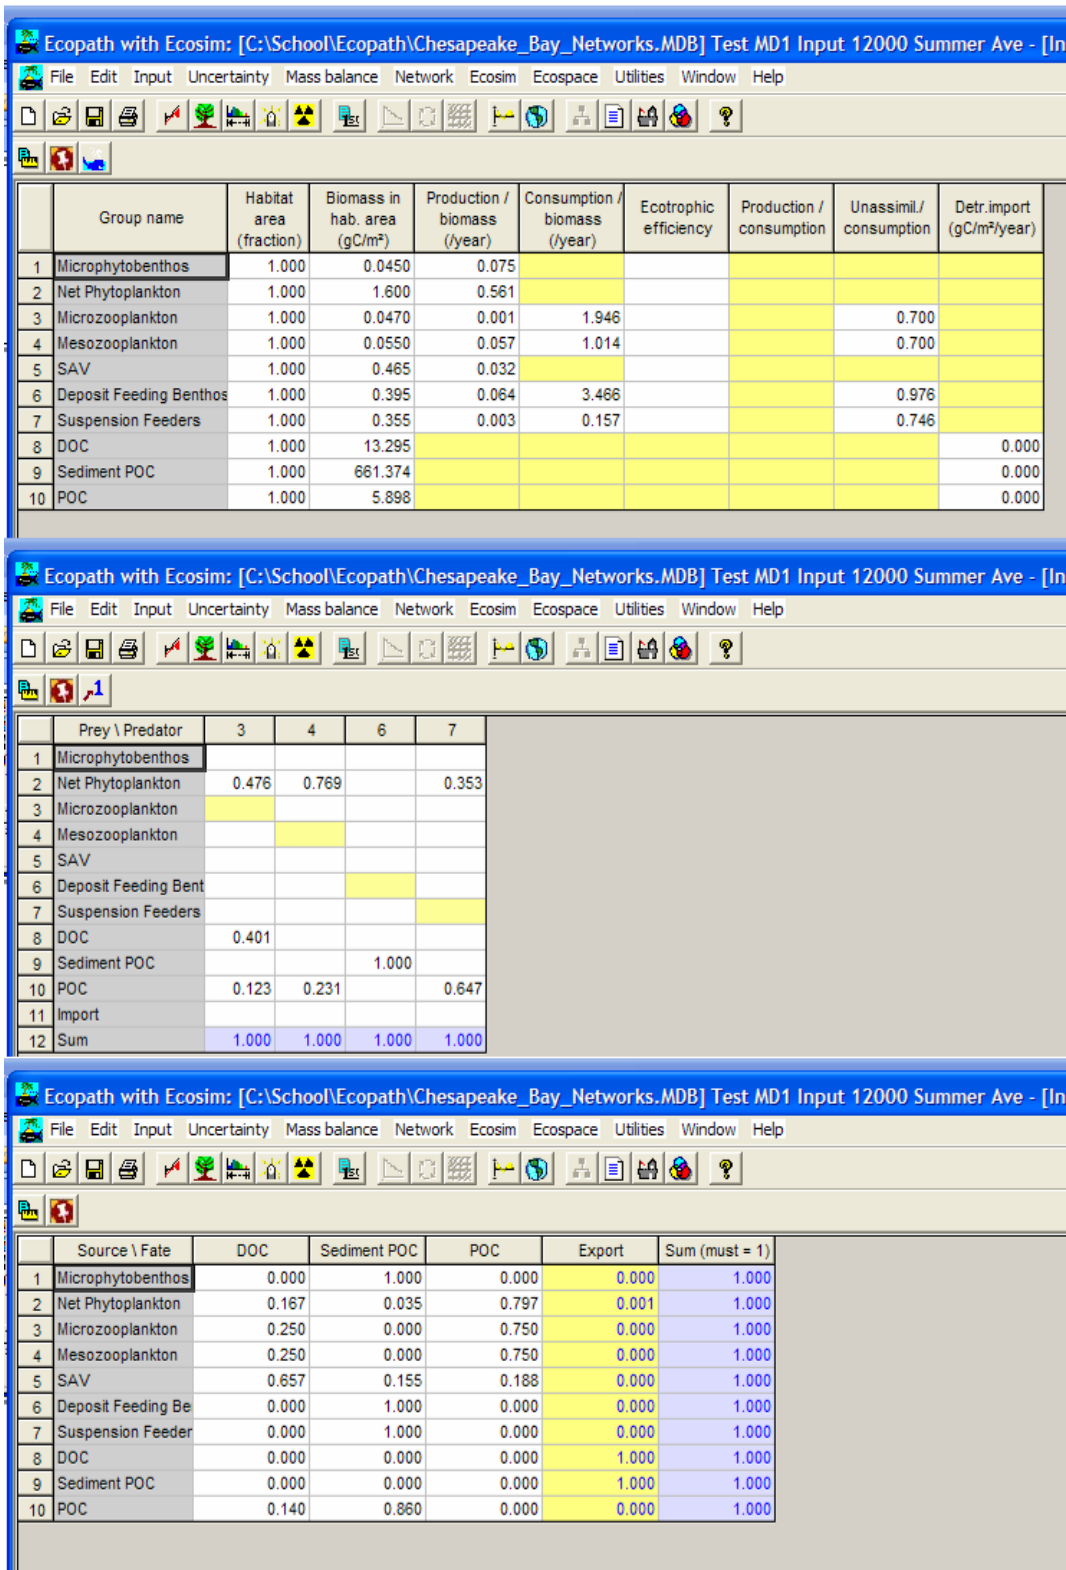 Ecopath with Ecosim: [C:\School\Ecopath\Chesapeake_Bay_Networks.MDB] Test MD1 Input 12000 Summer Ave - [In
File Edit Input Uncertainty Mass balance Network Ecosim Ecospace Utilities Window Help
Group name Habitat area (fraction) Biomass in hab. area (gC/m²) Production / biomass (/year) Consumption / biomass (/year) Ecotrophic efficiency Production / consumption Unassimil./ consumption Detr.import (gC/m²/year)
1 Microphytobenthos 1.000 0.0450 0.075
2 Net Phytoplankton 1.000 1.600 0.561
3 Microzooplankton 1.000 0.0470 0.001 1.946 0.700
4 Mesozooplankton 1.000 0.0550 0.057 1.014 0.700
5 SAV 1.000 0.465 0.032
6 Deposit Feeding Benthos 1.000 0.395 0.064 3.466 0.976
7 Suspension Feeders 1.000 0.355 0.003 0.157 0.746
8 DOC 1.000 13.295 0.000
9 Sediment POC 1.000 661.374 0.000
10 POC 1.000 5.898 0.000
Ecopath with Ecosim: [C:\School\Ecopath\Chesapeake_Bay_Networks.MDB] Test MD1 Input 12000 Summer Ave - [In
File Edit Input Uncertainty Mass balance Network Ecosim Ecospace Utilities Window Help
1
Prey \ Predator 3 4 6 7
1 Microphytobenthos
2 Net Phytoplankton 0.476 0.769 0.353
3 Microzooplankton
4 Mesozooplankton
5 SAV
6 Deposit Feeding Bent
7 Suspension Feeders
8 DOC 0.401
9 Sediment POC 1.000
10 POC 0.123 0.231 0.647
11 Import
12 Sum 1.000 1.000 1.000 1.000
Ecopath with Ecosim: [C:\School\Ecopath\Chesapeake_Bay_Networks.MDB] Test MD1 Input 12000 Summer Ave - [In
File Edit Input Uncertainty Mass balance Network Ecosim Ecospace Utilities Window Help
Source \ Fate DOC Sediment POC POC Export Sum (must = 1)
1 Microphytobenthos 0.000 1.000 0.000 0.000 1.000
2 Net Phytoplankton 0.167 0.035 0.797 0.001 1.000
3 Microzooplankton 0.250 0.000 0.750 0.000 1.000
4 Mesozooplankton 0.250 0.000 0.750 0.000 1.000
5 SAV 0.657 0.155 0.188 0.000 1.000
6 Deposit Feeding Be 0.000 1.000 0.000 0.000 1.000
7 Suspension Feeder 0.000 1.000 0.000 0.000 1.000
8 DOC 0.000 0.000 0.000 1.000 1.000
9 Sediment POC 0.000 0.000 0.000 1.000 1.000
10 POC 0.140 0.860 0.000 0.000 1.000